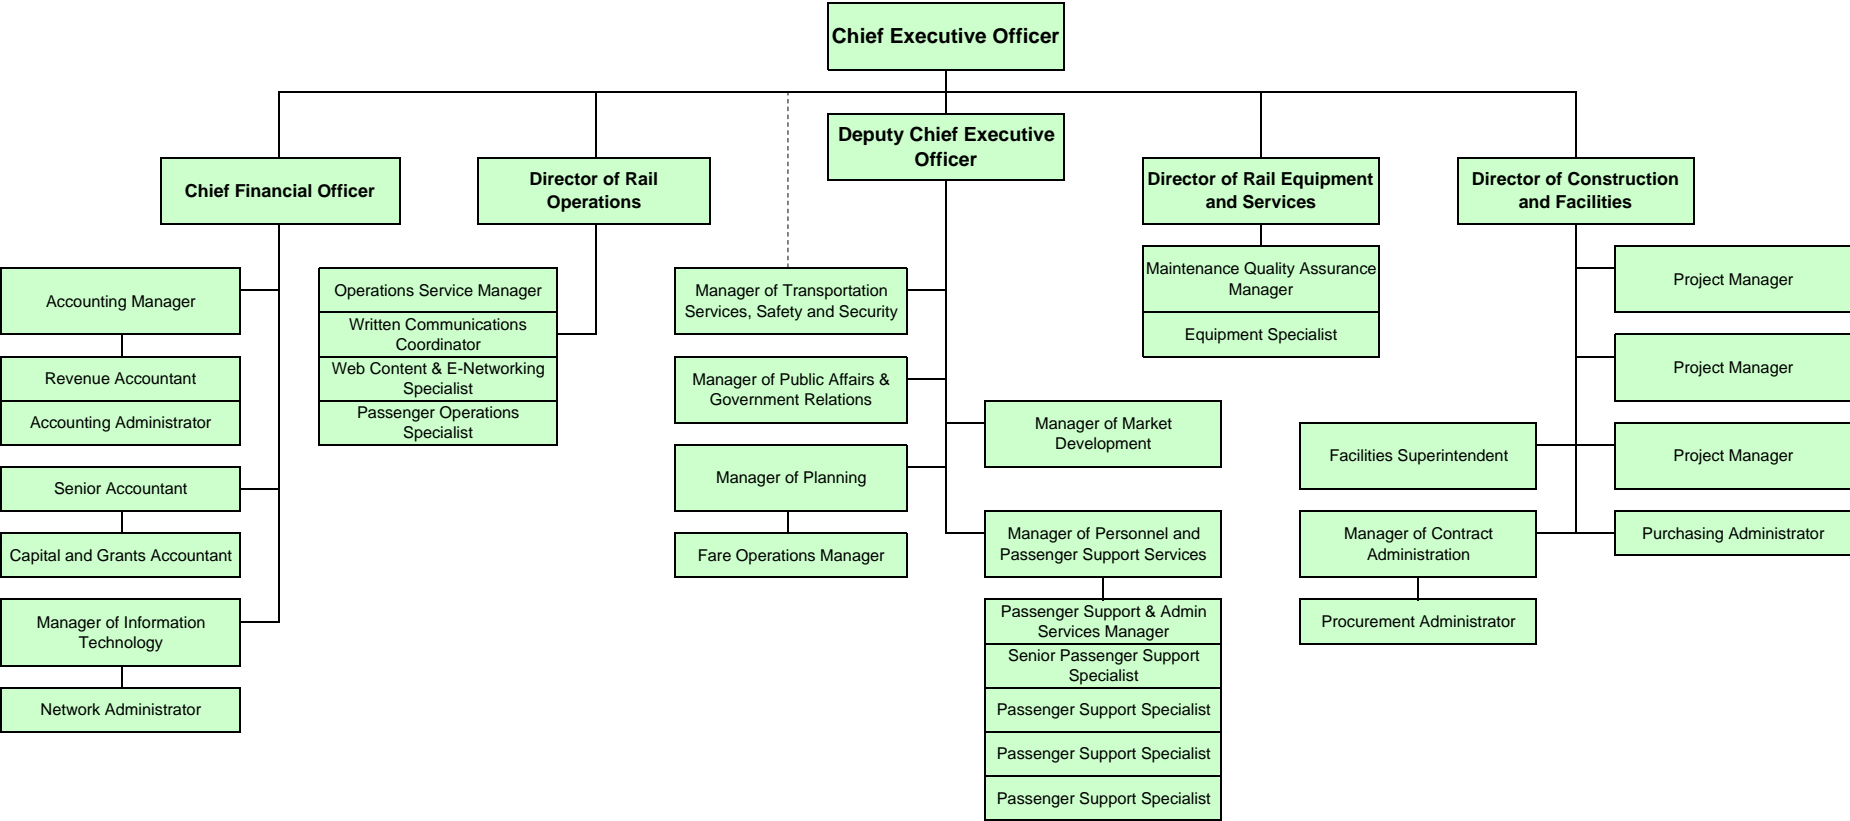 Chief Executive Officer
Deputy Chief Executive
Officer
Chief Financial Officer
Director of Rail
Operations
Director of Rail Equipment
and Services
Director of Construction
and Facilities
Accounting Manager
Revenue Accountant
Accounting Administrator
Senior Accountant
Capital and Grants Accountant
Manager of Information
Technology
Network Administrator
Operations Service Manager
Written Communications
Coordinator
Web Content & E-Networking
Specialist
Passenger Operations
Specialist
Manager of Transportation
Services, Safety and Security
Manager of Public Affairs &
Government Relations
Manager of Planning
Fare Operations Manager
Manager of Market
Development
Manager of Personnel and
Passenger Support Services
Passenger Support & Admin
Services Manager
Senior Passenger Support
Specialist
Passenger Support Specialist
Passenger Support Specialist
Passenger Support Specialist
Maintenance Quality Assurance
Manager
Equipment Specialist
Facilities Superintendent
Manager of Contract
Administration
Procurement Administrator
Project Manager
Project Manager
Project Manager
Purchasing Administrator